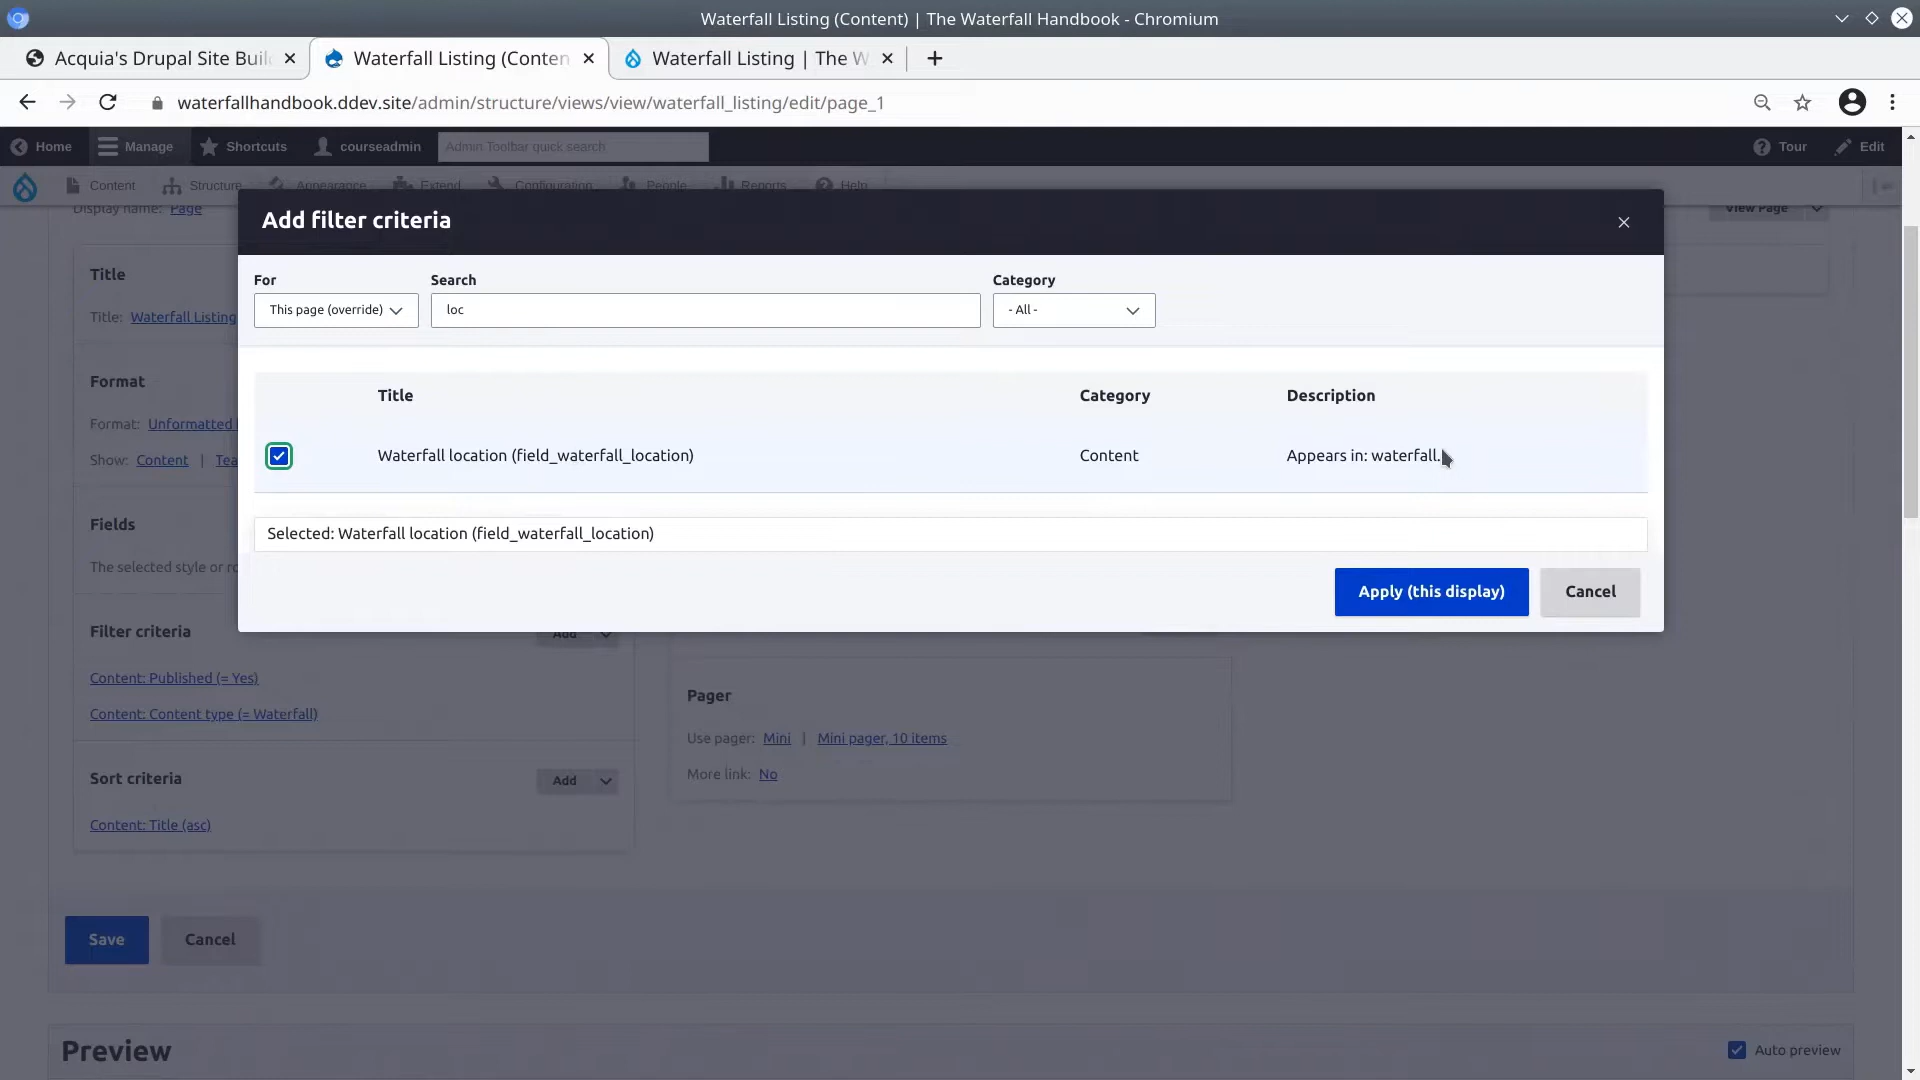 Waterfall Listing (Content) | The Waterfall Handbook - Chromium
Acquia's Drupal Site Buil
Waterfall Listing (Conten
Waterfall Listing | The W
waterfallhandbook.ddev.site/admin/structure/views/view/waterfall_listing/edit/page_1
Home
Manage
Shortcuts
courseadmin
Admin Toolbar quick search
Tour
Edit
Content
Structure
Appearance
Extend
Configuration
People
Reports
Help
Display name: Page
View Page
Add filter criteria
For
Search
Category
This page (override)
loc
- All -
Title
Category
Description
Waterfall location (field_waterfall_location)
Content
Appears in: waterfall.
Selected: Waterfall location (field_waterfall_location)
Apply (this display)
Cancel
Title
Title: Waterfall Listing
Format
Format: Unformatted
Show: Content | Tea
Fields
The selected style or ro
Filter criteria
Add
Content: Published (= Yes)
Content: Content type (= Waterfall)
Sort criteria
Add
Content: Title (asc)
Pager
Use pager: Mini | Mini pager, 10 items
More link: No
Save
Cancel
Preview
Auto preview